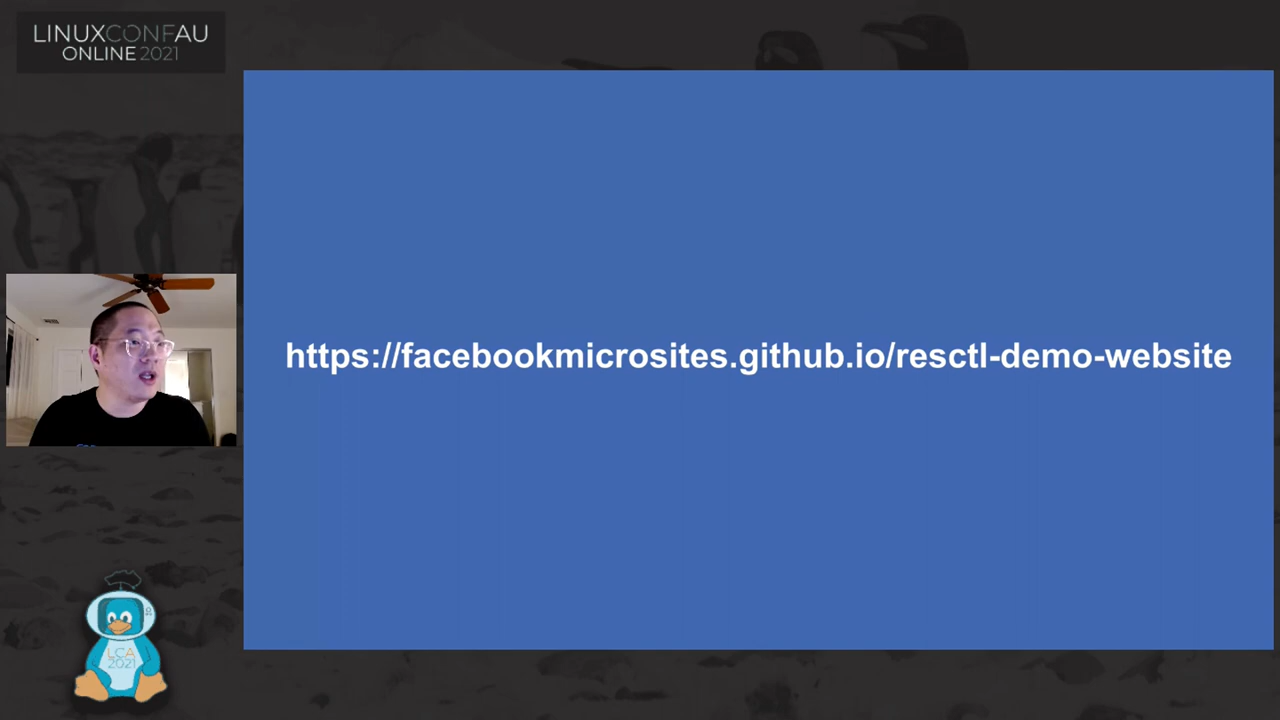 LINUXCONFAU
ONLINE 2021
https://facebookmicrosites.github.io/resctl-demo-website
LCA
2021